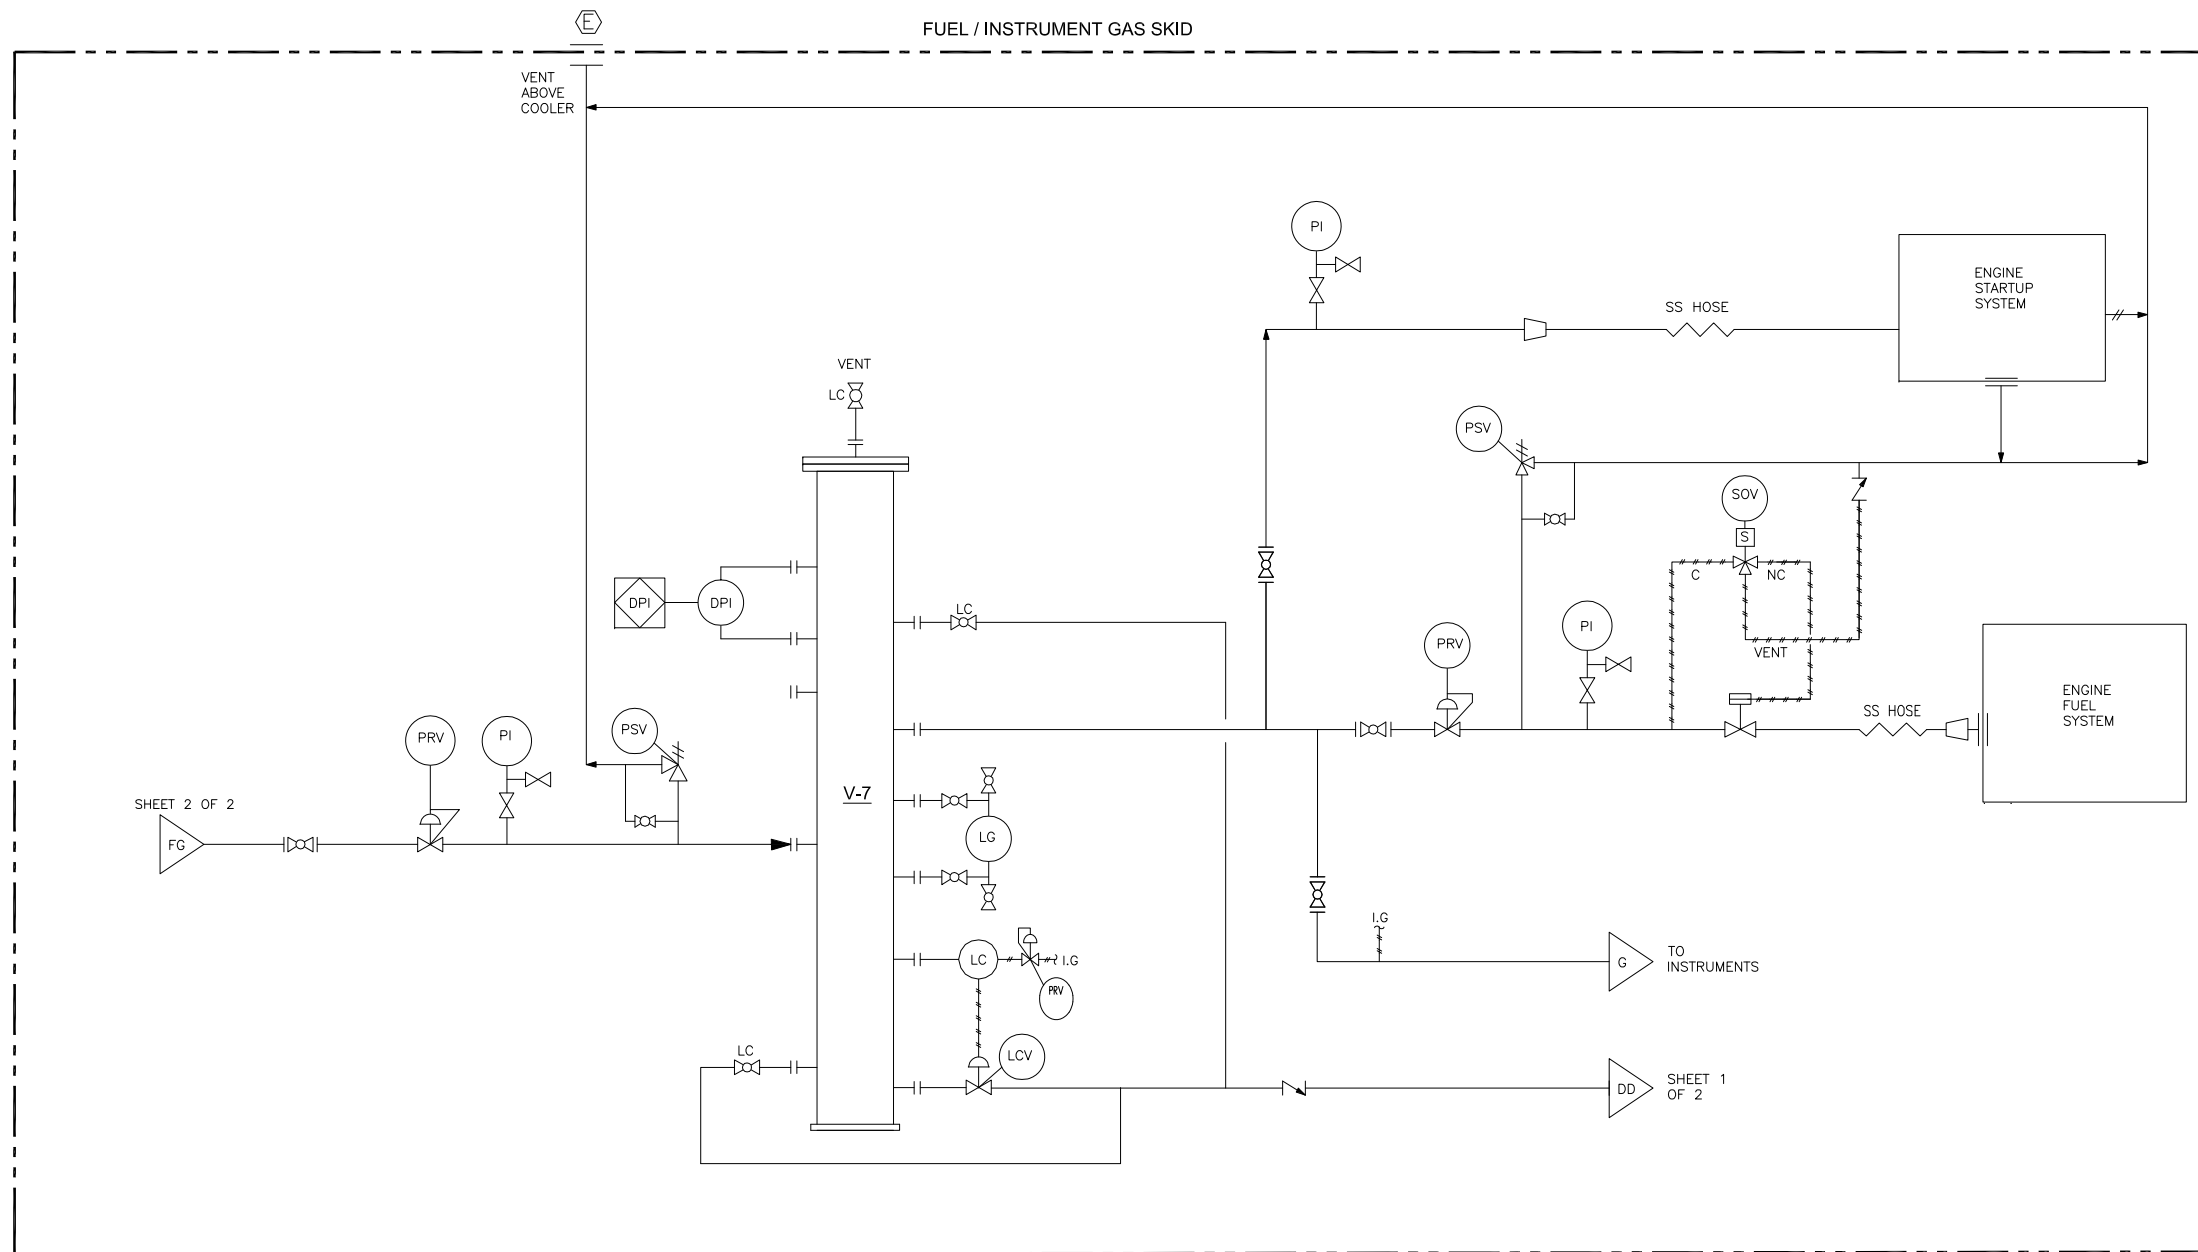 E
FUEL / INSTRUMENT GAS SKID
VENT
ABOVE
COOLER
PI
ENGINE
STARTUP
SYSTEM
SS HOSE
VENT
LC
PSV
SOV
S
C
NC
DPI
DPI
LC
PI
PRV
VENT
ENGINE
FUEL
SYSTEM
SS HOSE
PSV
PRV
PI
V-7
SHEET 2 OF 2
FG
LG
I.G
LC
I.G
PRV
G
TO
INSTRUMENTS
LC
LCV
DD
SHEET 1
OF 2